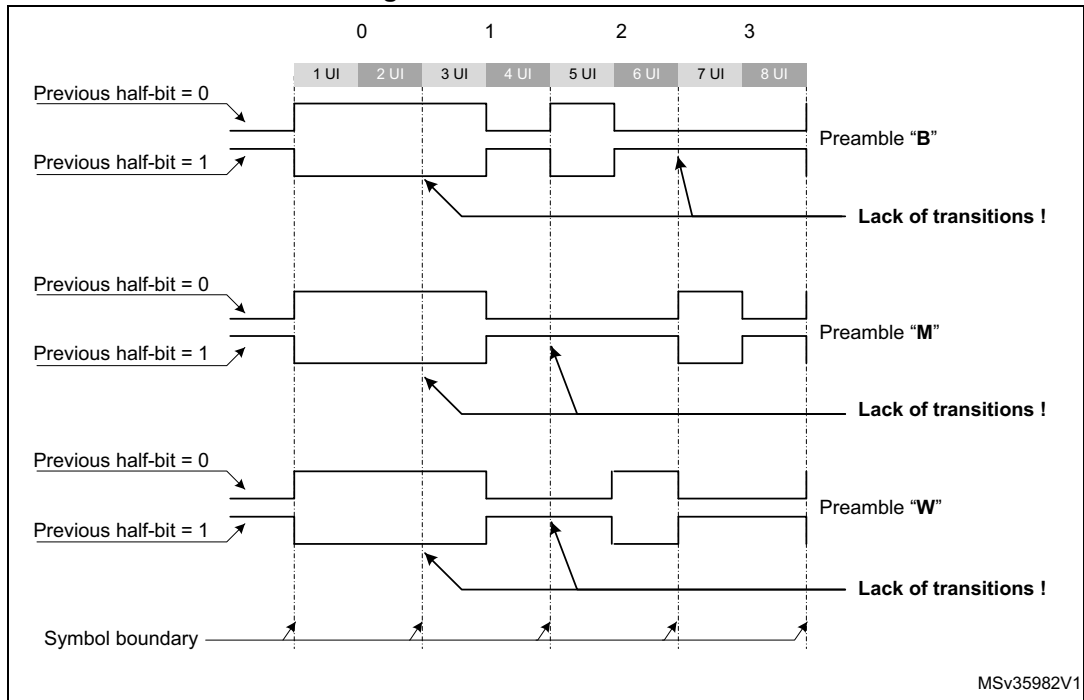 0 1 2 3
1 UI 2 UI 3 UI 4 UI 5 UI 6 UI 7 UI 8 UI
Previous half-bit = 0
Preamble “B”
Previous half-bit = 1
Lack of transitions !
Previous half-bit = 0
Preamble “M”
Previous half-bit = 1
Lack of transitions !
Previous half-bit = 0
Preamble “W”
Previous half-bit = 1
Lack of transitions !
Symbol boundary
MSv35982V1